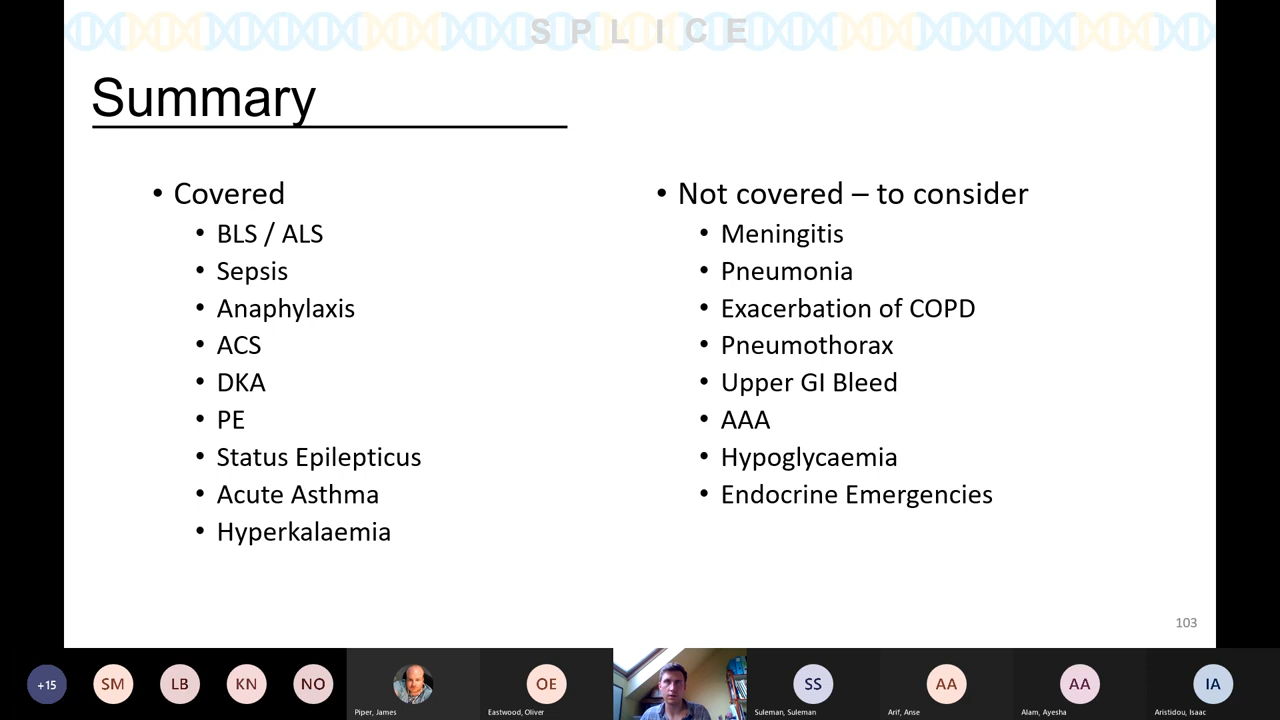 S P L I C E
Summary
• Covered
• BLS / ALS
• Sepsis
• Anaphylaxis
• ACS
• DKA
• PE
• Status Epilepticus
• Acute Asthma
• Hyperkalaemia
• Not covered – to consider
• Meningitis
• Pneumonia
• Exacerbation of COPD
• Pneumothorax
• Upper GI Bleed
• AAA
• Hypoglycaemia
• Endocrine Emergencies
103
+15
SM
LB
KN
NO
Piper, James
OE
Eastwood, Oliver
SS
Suleman, Suleman
AA
Arif, Anse
AA
Alam, Ayesha
IA
Aristidou, Isaac